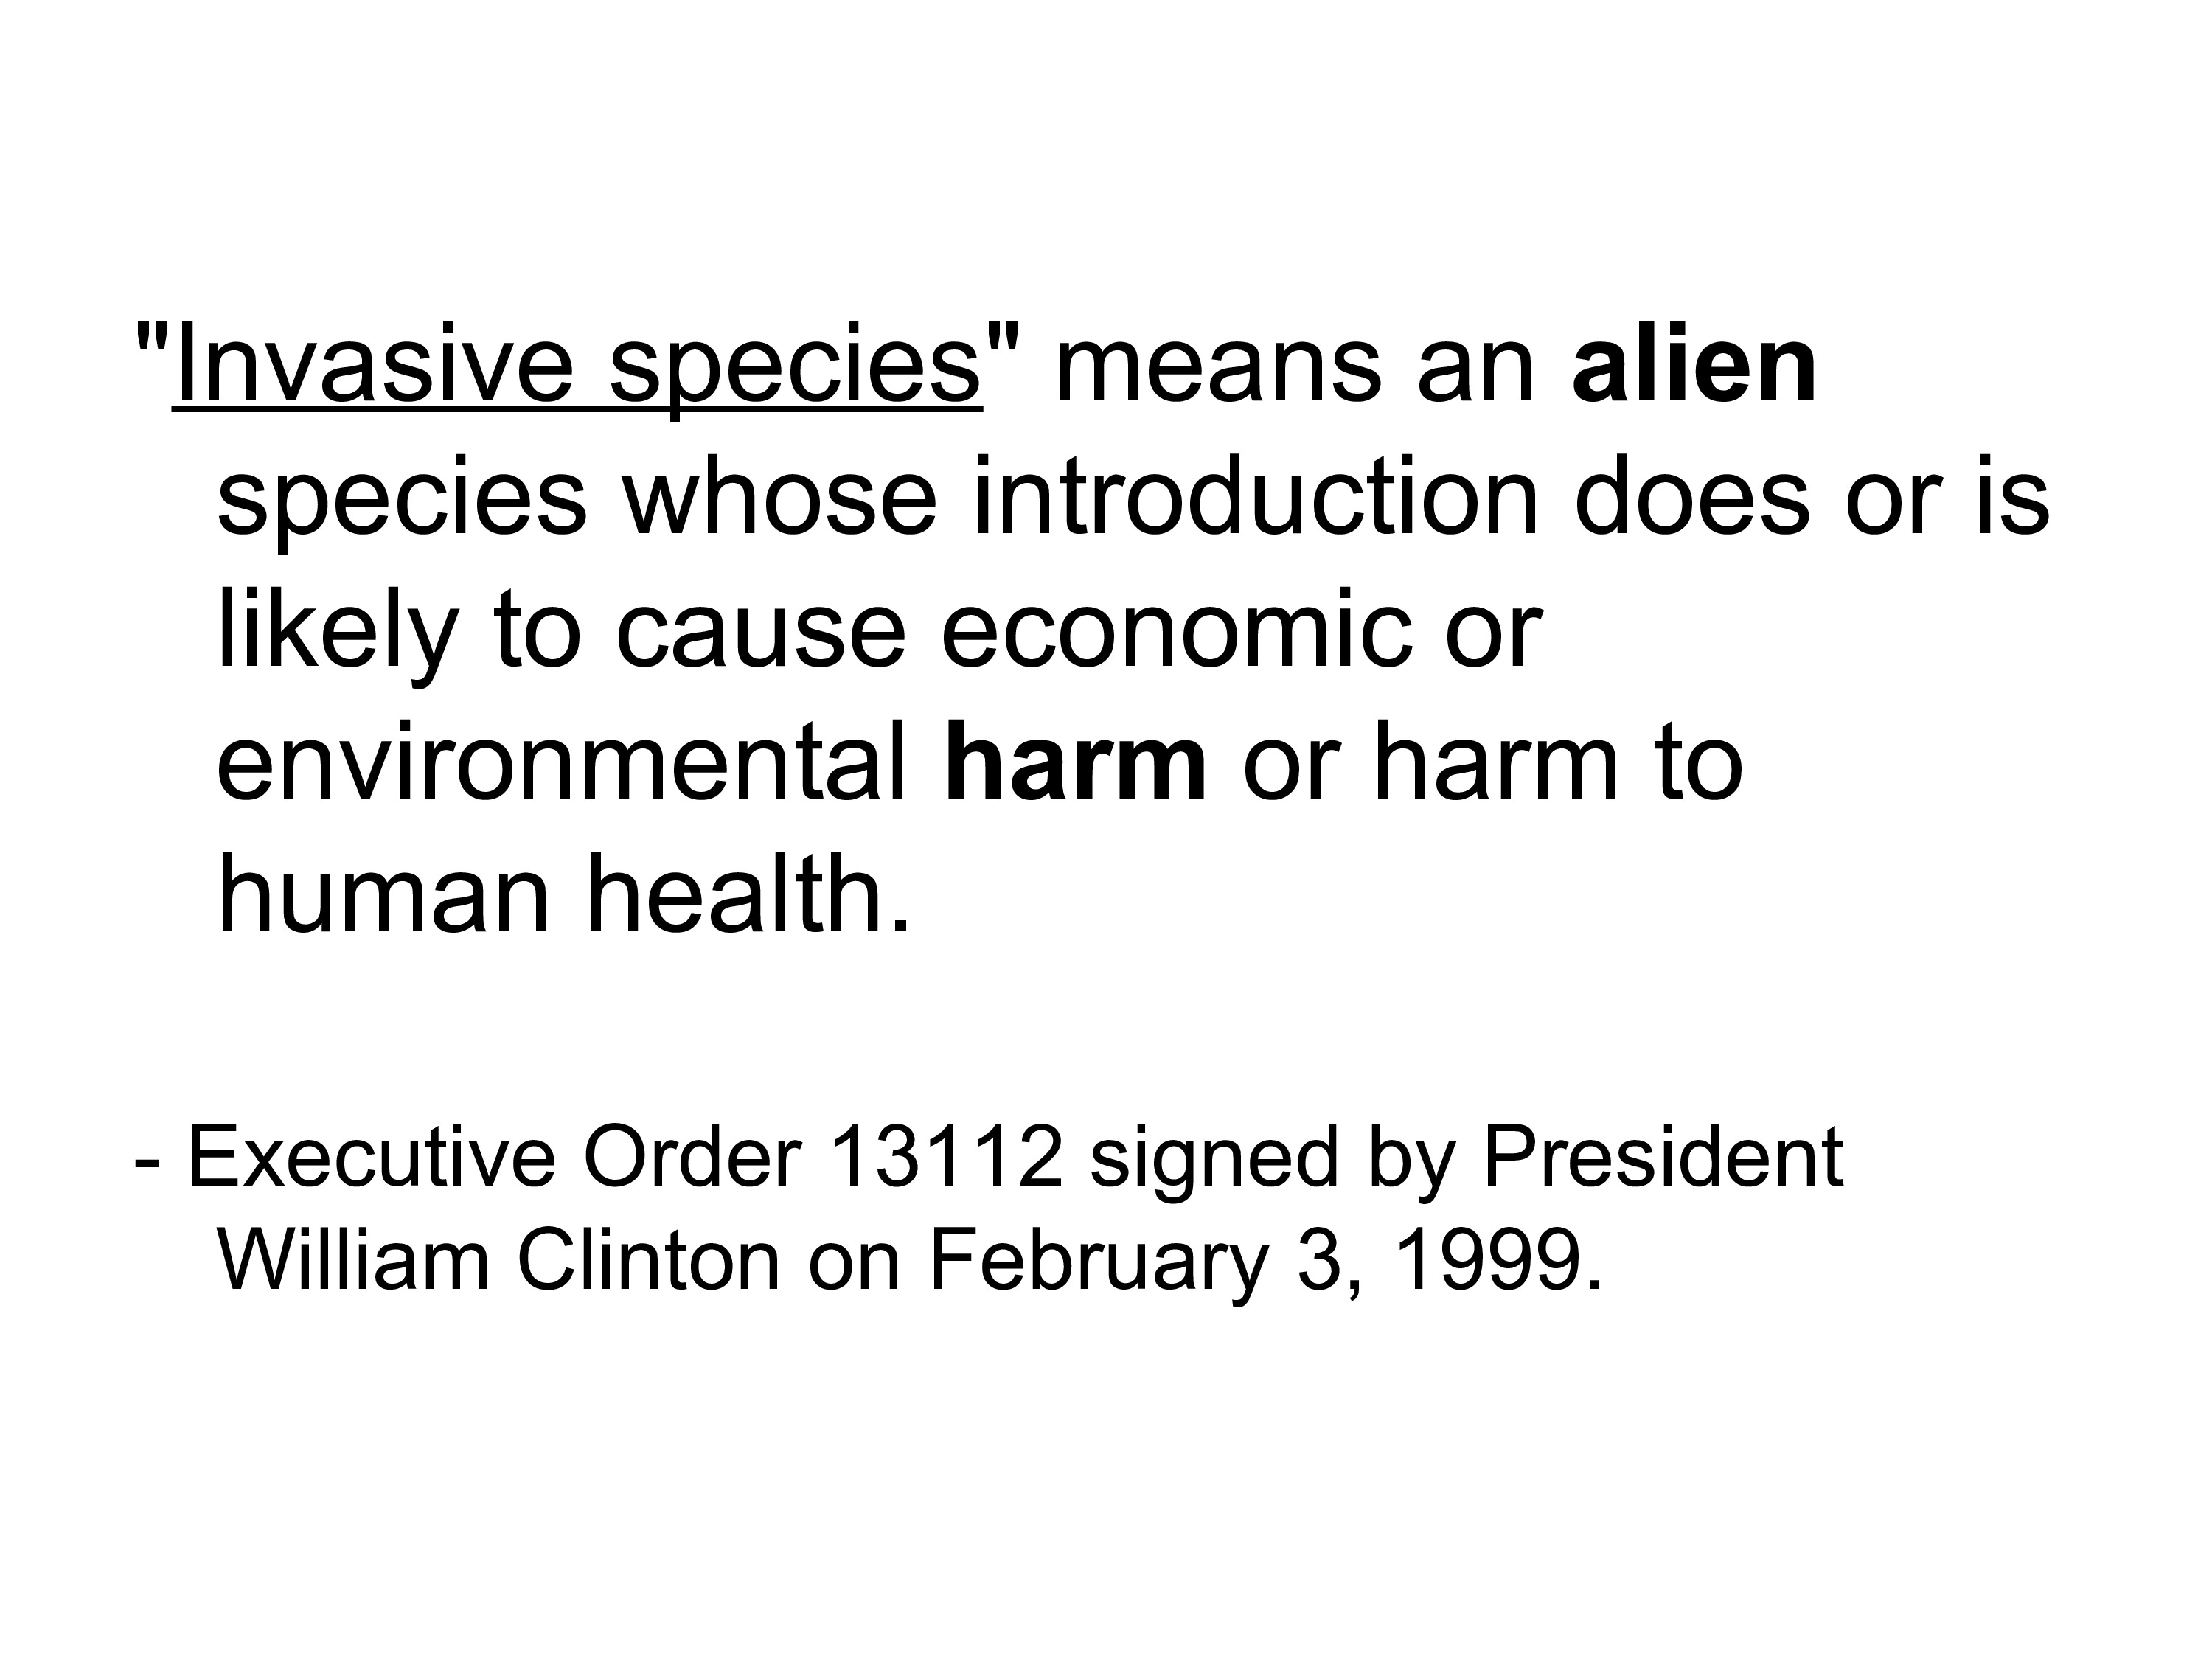 "Invasive species" means an alien
species whose introduction does or is
likely to cause economic or
environmental harm or harm to
human health.
- Executive Order 13112 signed by President
William Clinton on February 3, 1999.